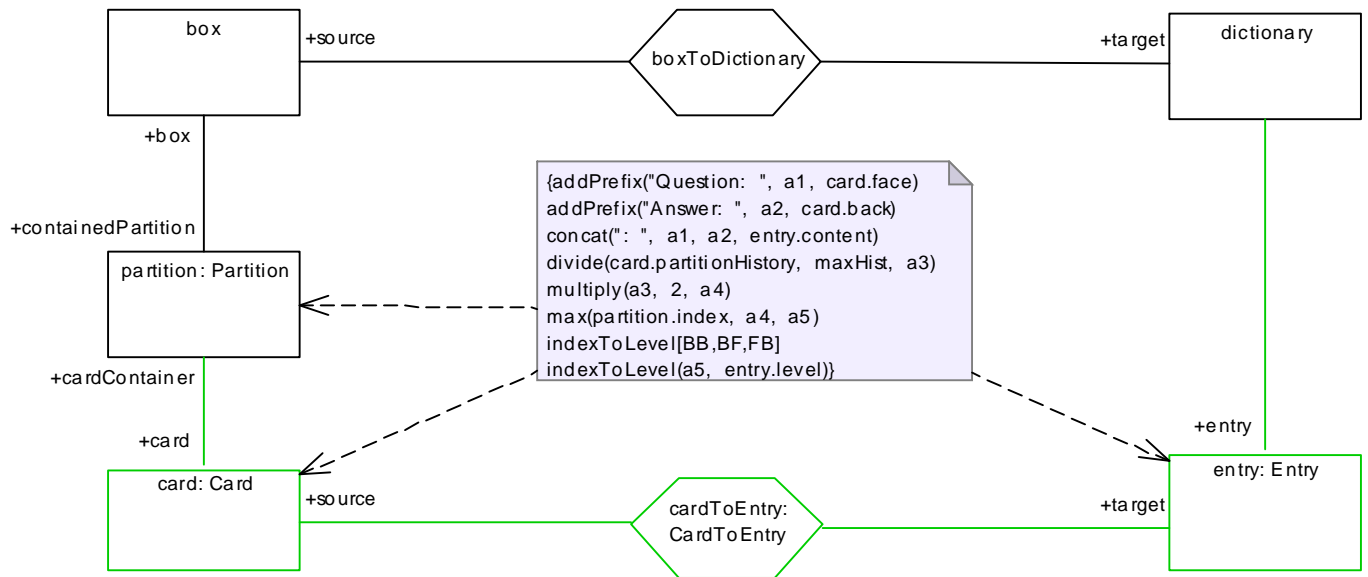 box
+source
boxToDictionary
+target
dictionary
+box
{addPrefix("Question: ", a1, card.face)
addPrefix("Answer: ", a2, card.back)
concat(": ", a1, a2, entry.content)
divide(card.partitionHistory, maxHist, a3)
multiply(a3, 2, a4)
max(partition.index, a4, a5)
indexToLevel[BB,BF,FB]
indexToLevel(a5, entry.level)}
+containedPartition
partition: Partition
+cardContainer
+card
+entry
card: Card
+source
cardToEntry:
CardToEntry
+target
entry: Entry